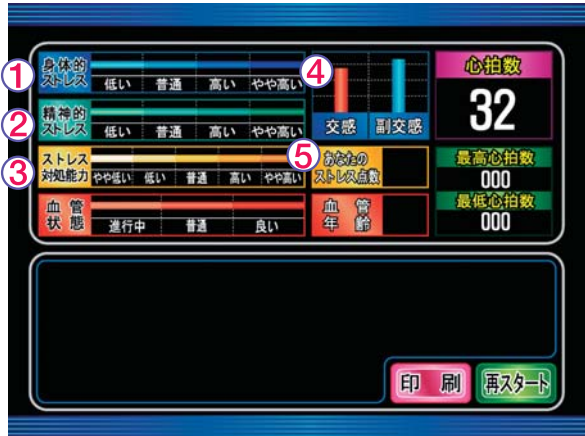 ①
身体的
ストレス
低い 普通 高い やや高い
②
精神的
ストレス
低い 普通 高い やや高い
③
ストレス
対処能力
やや低い 低い 普通 高い やや高い
血管
状態
進行中 普通 良い
④
交感 副交感
⑤
あなたの
ストレス点数
血管
年齢
心拍数
32
最高心拍数
000
最低心拍数
000
印刷
再スタート